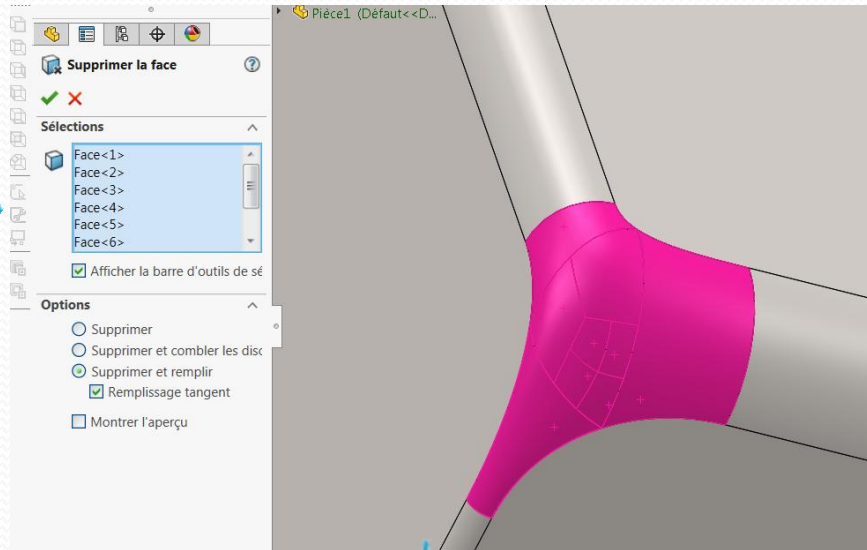 Pièce1 (Défaut<<D...
Supprimer la face
Sélections
Face<1>
Face<2>
Face<3>
Face<4>
Face<5>
Face<6>
Afficher la barre d'outils de sé
Options
Supprimer
Supprimer et combler les disc
Supprimer et remplir
Remplissage tangent
Montrer l'aperçu